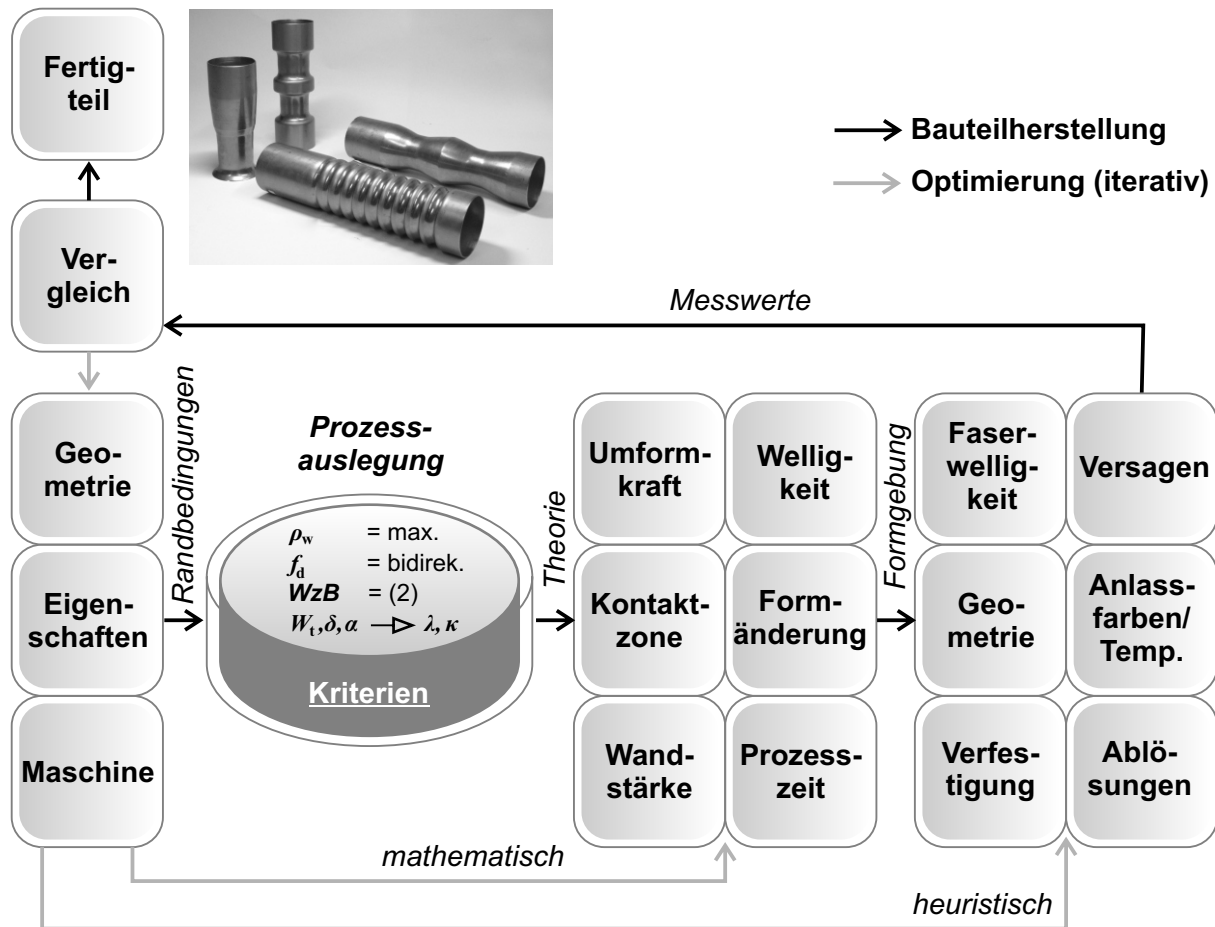 Fertig-
teil
Bauteilherstellung
Optimierung (iterativ)
Ver-
gleich
Messwerte
Geo-
metrie
Eigen-
schaften
Maschine
Randbedingungen
Prozess-
auslegung
ρw = max.
fd = bidirek.
WzB = (2)
Wt,δ,α → λ,κ
Kriterien
Theorie
Umform-
kraft
Wellig-
keit
Kontakt-
zone
Form-
änderung
Wand-
stärke
Prozess-
zeit
Formgebung
Faser-
wellig-
keit
Versagen
Geo-
metrie
Anlass-
farben/
Temp.
Verfes-
tigung
Ablö-
sungen
mathematisch
heuristisch